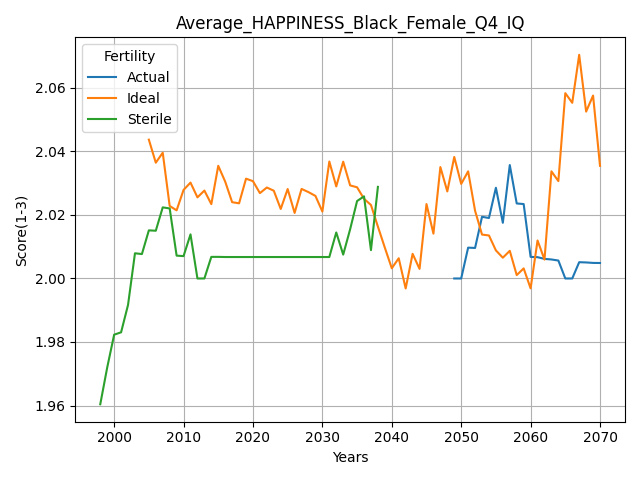 Average_HAPPINESS_Black_Female_Q4_IQ
Fertility
Actual
Ideal
Sterile
2.06
2.04
2.02
2.00
1.98
1.96
Score(1-3)
2000 2010 2020 2030 2040 2050 2060 2070
Years